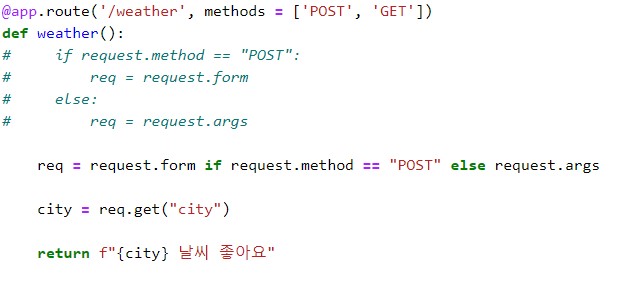 @app.route('/weather', methods = ['POST', 'GET'])
def weather():
#     if request.method == "POST":
#         req = request.form
#     else:
#         req = request.args
    req = request.form if request.method == "POST" else request.args
    city = req.get("city")
    return f"{city} 날씨 좋아요"